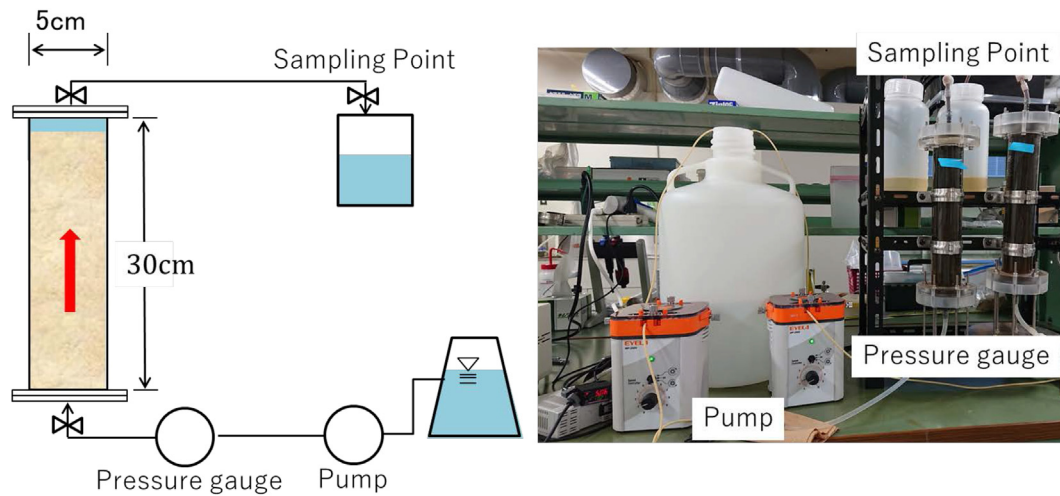 5cm
Sampling Point
30cm
Pressure gauge
Pump
Sampling Point
EYELA
EYELA
Pressure gauge
Pump